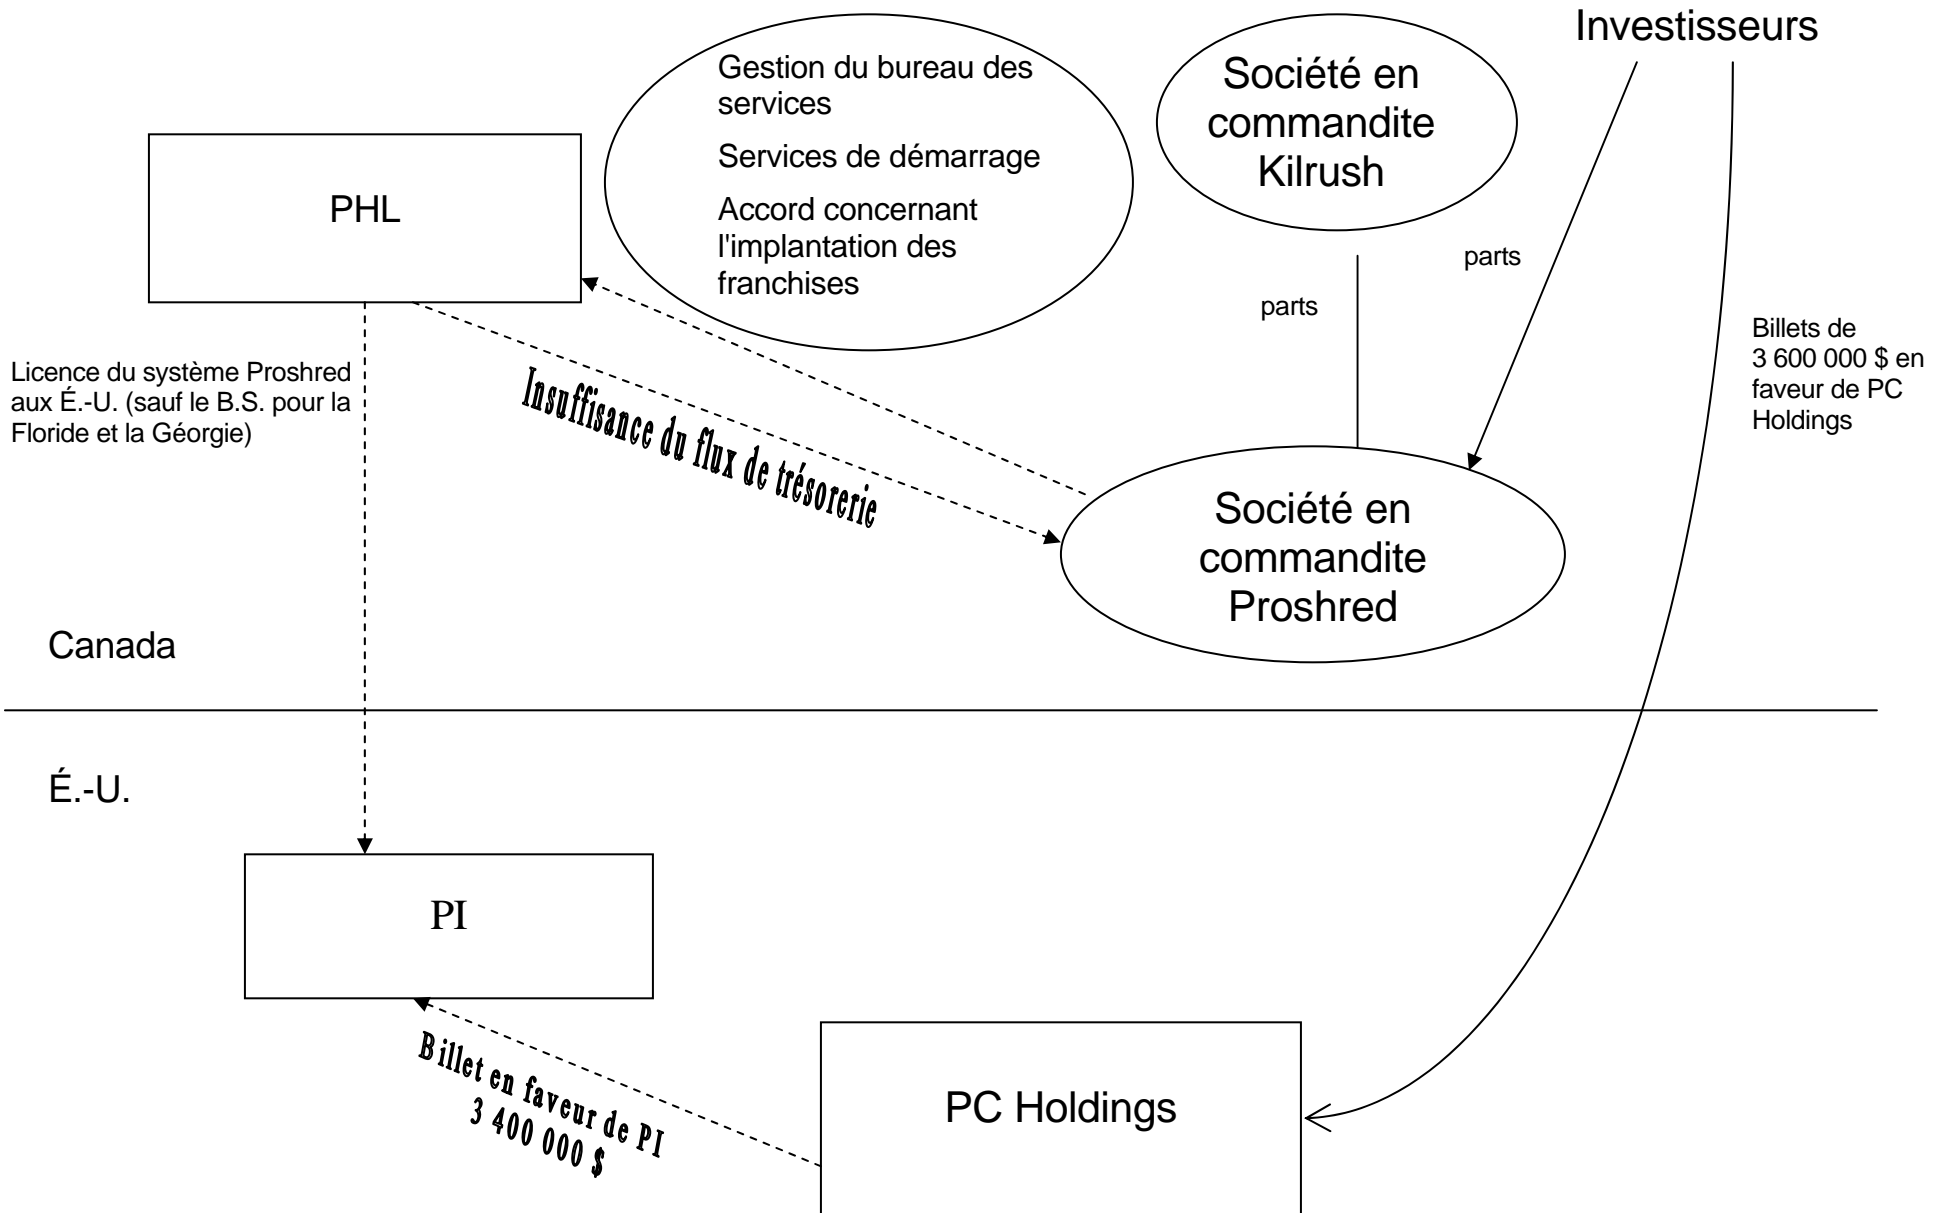 Investisseurs
Gestion du bureau des
services
Services de démarrage
Accord concernant
l'implantation des
franchises
Société en
commandite
Kilrush
PHL
parts
parts
Billets de
3 600 000 $ en
faveur de PC
Holdings
Licence du système Proshred
aux É.-U. (sauf le B.S. pour la
Floride et la Géorgie)
Insuffisance du flux de trésorerie
Société en
commandite
Proshred
Canada
É.-U.
PI
Billet en faveur de PI
3 400 000 $
PC Holdings